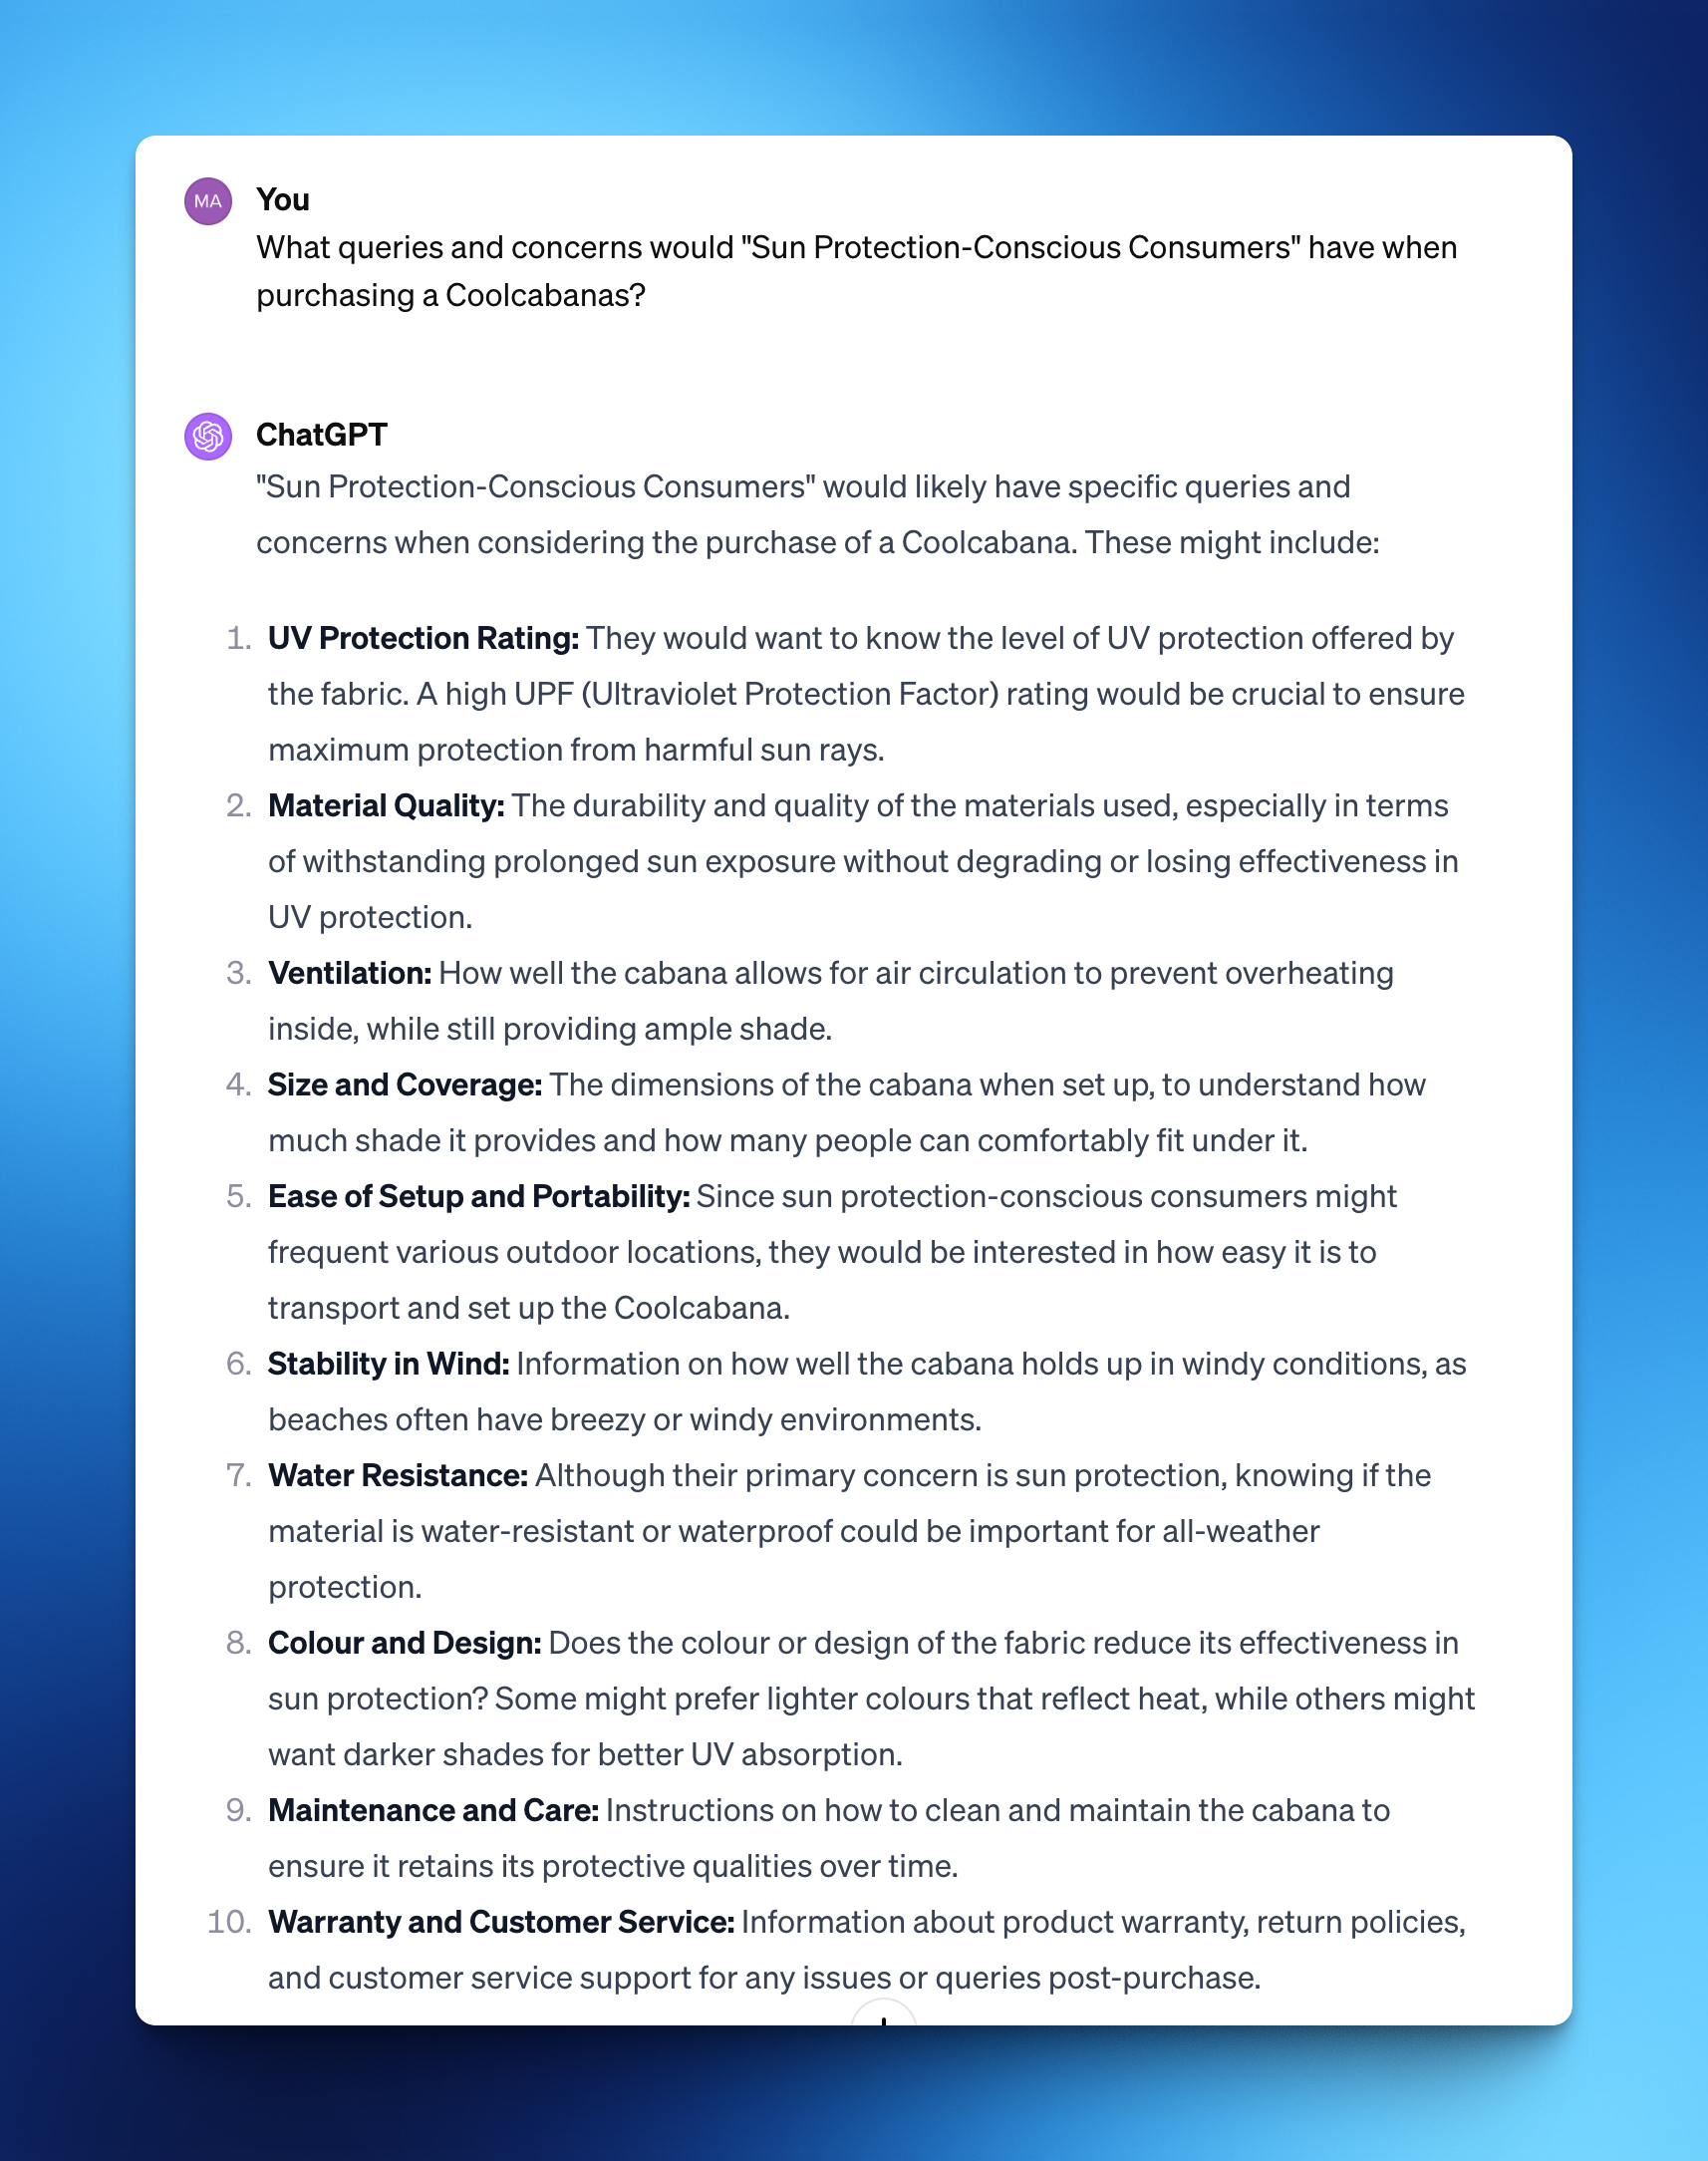 MA
You
What queries and concerns would "Sun Protection-Conscious Consumers" have when
purchasing a Coolcabanas?
ChatGPT
"Sun Protection-Conscious Consumers" would likely have specific queries and
concerns when considering the purchase of a Coolcabana. These might include:
1. UV Protection Rating: They would want to know the level of UV protection offered by
the fabric. A high UPF (Ultraviolet Protection Factor) rating would be crucial to ensure
maximum protection from harmful sun rays.
2. Material Quality: The durability and quality of the materials used, especially in terms
of withstanding prolonged sun exposure without degrading or losing effectiveness in
UV protection.
3. Ventilation: How well the cabana allows for air circulation to prevent overheating
inside, while still providing ample shade.
4. Size and Coverage: The dimensions of the cabana when set up, to understand how
much shade it provides and how many people can comfortably fit under it.
5. Ease of Setup and Portability: Since sun protection-conscious consumers might
frequent various outdoor locations, they would be interested in how easy it is to
transport and set up the Coolcabana.
6. Stability in Wind: Information on how well the cabana holds up in windy conditions, as
beaches often have breezy or windy environments.
7. Water Resistance: Although their primary concern is sun protection, knowing if the
material is water-resistant or waterproof could be important for all-weather
protection.
8. Colour and Design: Does the colour or design of the fabric reduce its effectiveness in
sun protection? Some might prefer lighter colours that reflect heat, while others might
want darker shades for better UV absorption.
9. Maintenance and Care: Instructions on how to clean and maintain the cabana to
ensure it retains its protective qualities over time.
10. Warranty and Customer Service: Information about product warranty, return policies,
and customer service support for any issues or queries post-purchase.